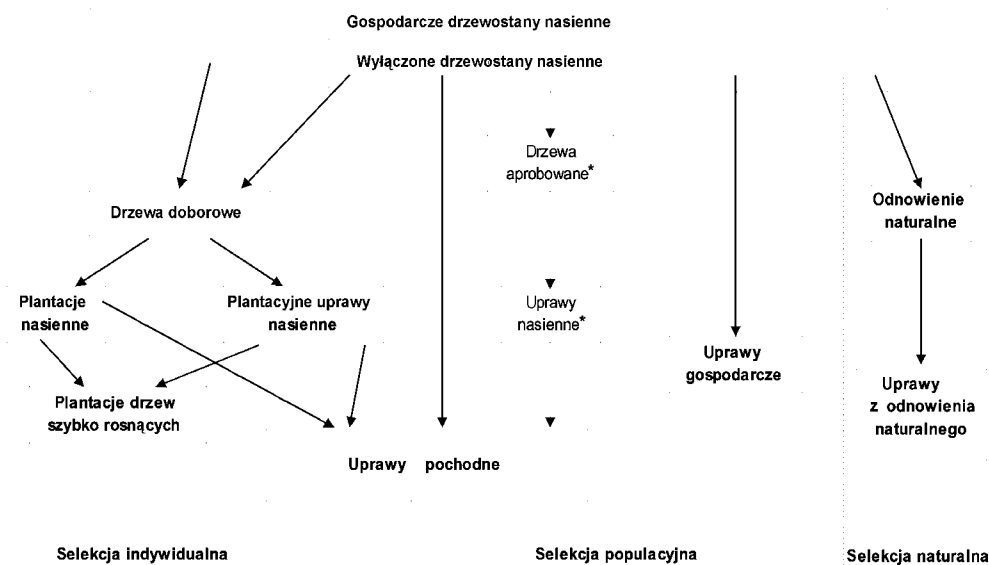 Gospodarcze drzewostany nasienne
Wyłączone drzewostany nasienne
Drzewa
aprobowane*
Drzewa doborowe
Odnowienie
naturalne
Plantacje
nasienne
Plantacyjne uprawy
nasienne
Uprawy
nasienne*
Uprawy
gospodarcze
Plantacje drzew
szybko rosnących
Uprawy
z odnowienia
naturalnego
Uprawy pochodne
Selekcja indywidualna
Selekcja populacyjna
Selekcja naturalna